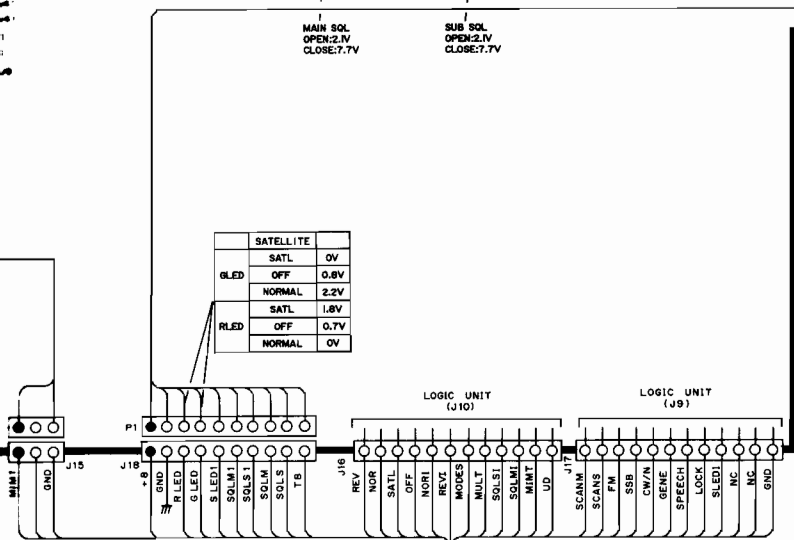 MAIN SQL
OPEN:2.1V
CLOSE:7.7V
SUB SQL
OPEN:2.1V
CLOSE:7.7V
SATELLITE
GLED
SATL 0V
OFF 0.8V
NORMAL 2.2V
RLED
SATL 1.8V
OFF 0.7V
NORMAL 0V
LOGIC UNIT
(J10)
LOGIC UNIT
(J9)
P1
J15
J18
J16
J17
MIM1
GND
+8
GND
R LED
G LED
S LED1
SQLM1
SQLS1
SQLM
SQLS
T8
REV
NOR
SATL
OFF
NOR1
REV1
MODES
MULT
SQLS1
SQLM1
MIMT
UD
SCANM
SCANS
FM
SSB
CW/N
GENE
SPEECH
LOCK
SLED1
NC
NC
GND